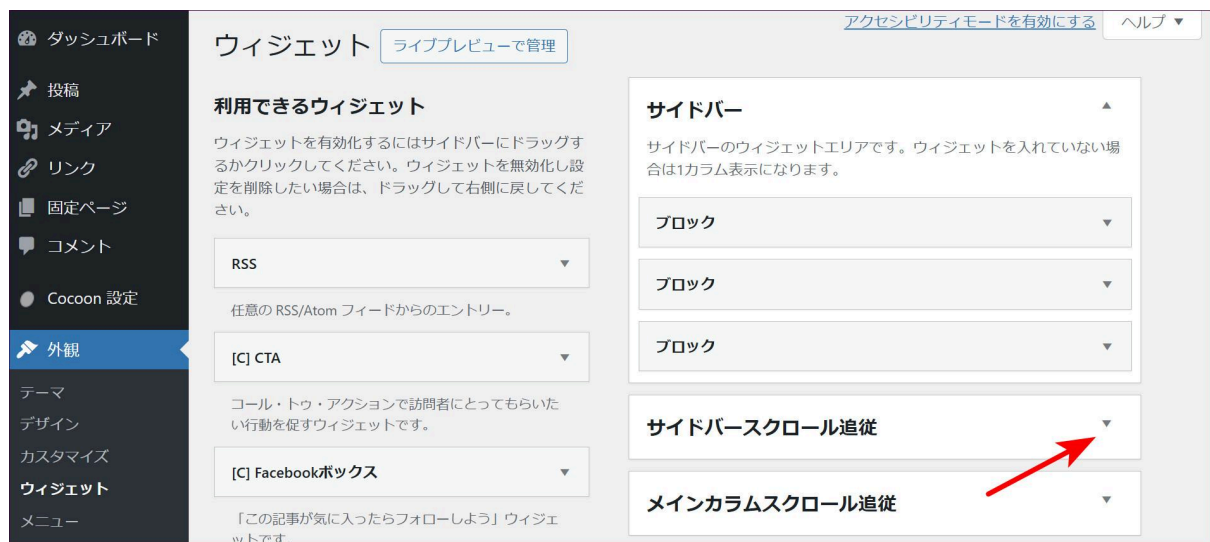 ダッシュボード
投稿
メディア
リンク
固定ページ
コメント
Cocoon 設定
外観
テーマ
デザイン
カスタマイズ
ウィジェット
メニュー
アクセシビリティモードを有効にする
ヘルプ ▼
ウィジェット
ライブプレビューで管理
利用できるウィジェット
ウィジェットを有効化するにはサイドバーにドラッグす
るかクリックしてください。ウィジェットを無効化し設
定を削除したい場合は、ドラッグして右側に戻してくだ
さい。
RSS
任意の RSS/Atom フィードからのエントリー。
[C] CTA
コール・トゥ・アクションで訪問者にとってもらいた
い行動を促すウィジェットです。
[C] Facebookボックス
「この記事が気に入ったらフォローしよう」ウィジェ
ットです
サイドバー
サイドバーのウィジェットエリアです。ウィジェットを入れていない場
合は1カラム表示になります。
ブロック
ブロック
ブロック
サイドバースクロール追従
メインカラムスクロール追従